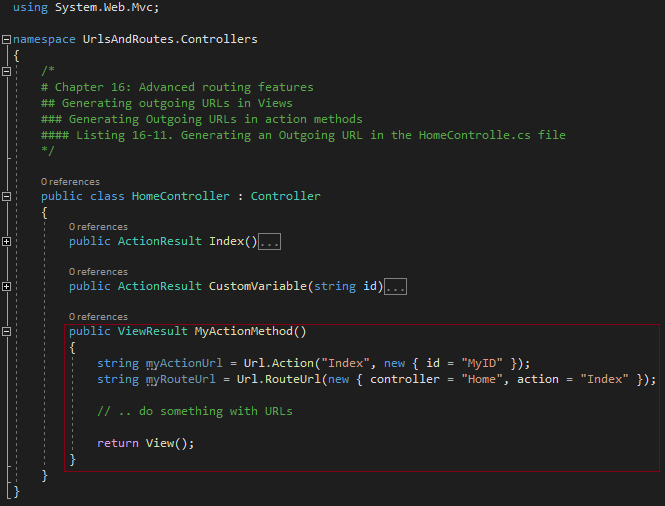 using System.Web.Mvc;
namespace UrlsAndRoutes.Controllers
{
/*
# Chapter 16: Advanced routing features
## Generating outgoing URLs in Views
### Generating Outgoing URLs in action methods
#### Listing 16-11. Generating an Outgoing URL in the HomeControlle.cs file
*/
0 references
public class HomeController : Controller
{
0 references
public ActionResult Index()...
0 references
public ActionResult CustomVariable(string id)...
0 references
public ViewResult MyActionMethod()
{
string myActionUrl = Url.Action("Index", new { id = "MyID" });
string myRouteUrl = Url.RouteUrl(new { controller = "Home", action = "Index" });
// .. do something with URLs
return View();
}
}
}